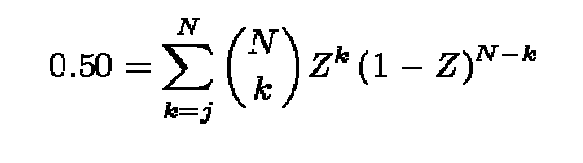 0.50 = \sum_{k=j}^{N} \binom{N}{k} Z^k (1 - Z)^{N-k}